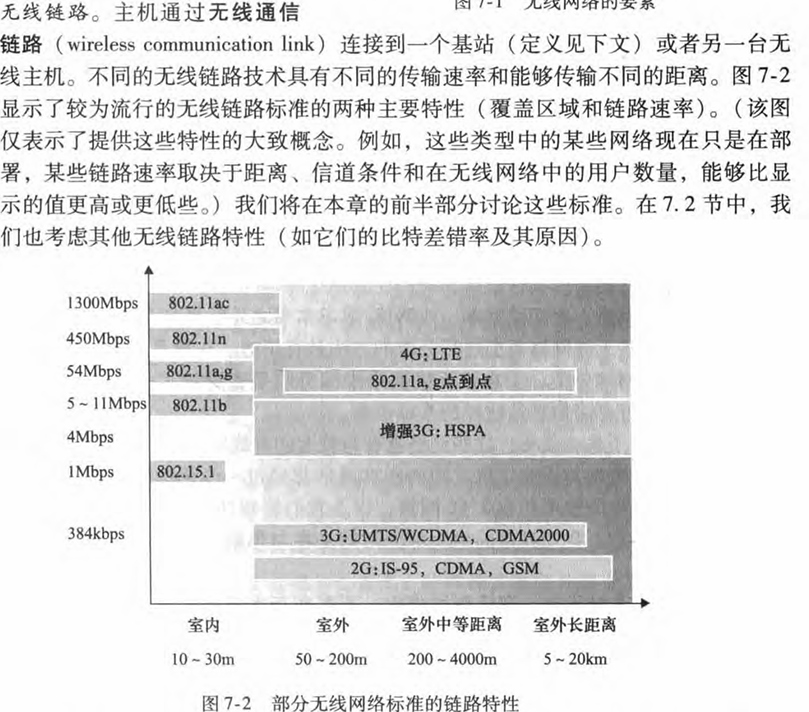 图7-1 无线网络的要素
无线链路。主机通过无线通信
链路（wireless communication link）连接到一个基站（定义见下文）或者另一台无
线主机。不同的无线链路技术具有不同的传输速率和能够传输不同的距离。图7-2
显示了较为流行的无线链路标准的两种主要特性（覆盖区域和链路速率）。（该图
仅表示了提供这些特性的大致概念。例如，这些类型中的某些网络现在只是在部
署，某些链路速率取决于距离、信道条件和在无线网络中的用户数量，能够比显
示的值更高或更低些。）我们将在本章的前半部分讨论这些标准。在7.2节中，我
们也考虑其他无线链路特性（如它们的比特差错率及其原因）。
1300Mbps 802.11ac
450Mbps 802.11n
4G:LTE
54Mbps 802.11a,g 802.11a, g点到点
5~11Mbps 802.11b
4Mbps 增强3G: HSPA
1Mbps 802.15.1
384kbps 3G:UMTS/WCDMA, CDMA2000
2G:IS-95, CDMA, GSM
室内 室外 室外中等距离 室外长距离
10~30m 50~200m 200~4000m 5~20km
图7-2 部分无线网络标准的链路特性